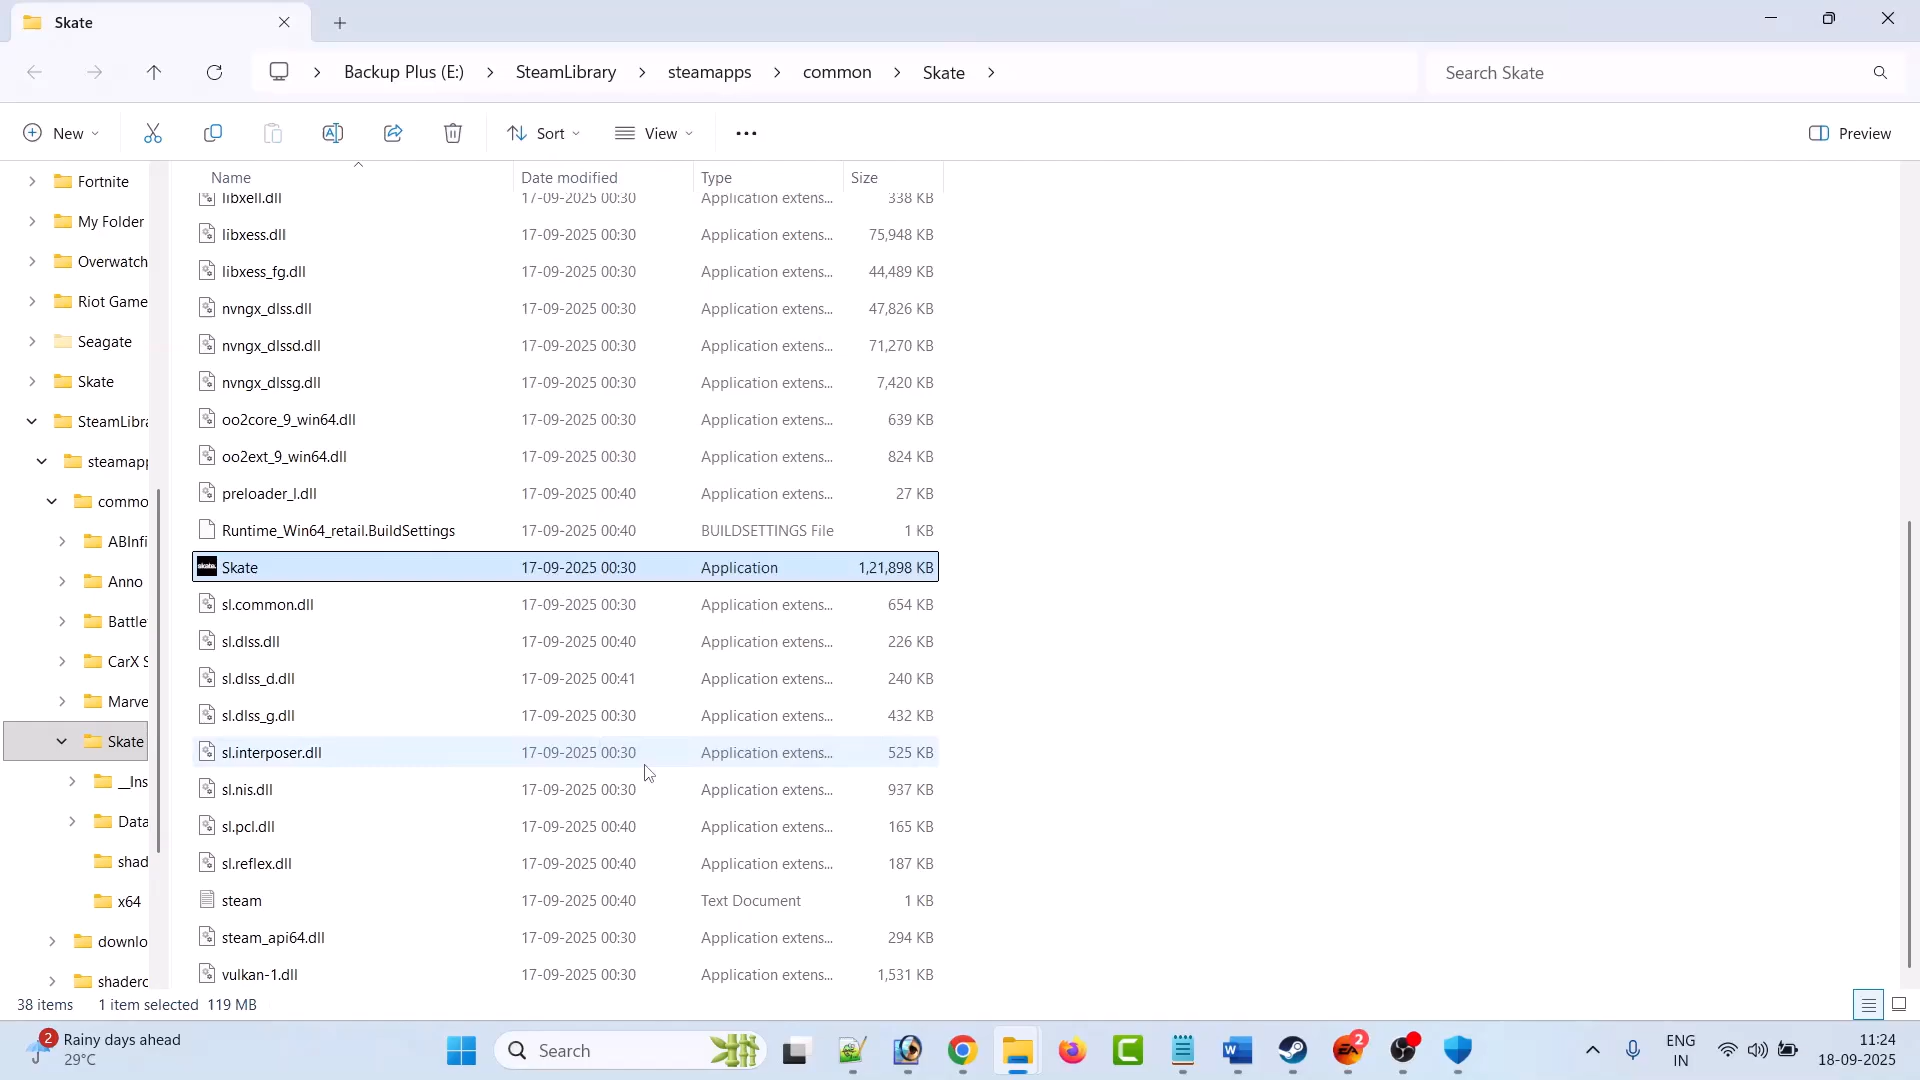 Skate
Backup Plus (E:) > SteamLibrary > steamapps > common > Skate >
Search Skate
New
Sort
View
Preview
Fortnite
My Folder
Overwatch
Riot Game
Seagate
Skate
SteamLibra
steamapp
commo
ABInfi
Anno
Battle
CarX S
Marve
Skate
__Ins
Data
shad
x64
downlo
shaderc
Name Date modified Type Size
libxell.dll 17-09-2025 00:30 Application extens... 338 KB
libxess.dll 17-09-2025 00:30 Application extens... 75,948 KB
libxess_fg.dll 17-09-2025 00:30 Application extens... 44,489 KB
nvngx_dlss.dll 17-09-2025 00:30 Application extens... 47,826 KB
nvngx_dlssd.dll 17-09-2025 00:30 Application extens... 71,270 KB
nvngx_dlssg.dll 17-09-2025 00:30 Application extens... 7,420 KB
oo2core_9_win64.dll 17-09-2025 00:30 Application extens... 639 KB
oo2ext_9_win64.dll 17-09-2025 00:30 Application extens... 824 KB
preloader_l.dll 17-09-2025 00:40 Application extens... 27 KB
Runtime_Win64_retail.BuildSettings 17-09-2025 00:40 BUILDSETTINGS File 1 KB
skate. Skate 17-09-2025 00:30 Application 1,21,898 KB
sl.common.dll 17-09-2025 00:30 Application extens... 654 KB
sl.dlss.dll 17-09-2025 00:40 Application extens... 226 KB
sl.dlss_d.dll 17-09-2025 00:41 Application extens... 240 KB
sl.dlss_g.dll 17-09-2025 00:30 Application extens... 432 KB
sl.interposer.dll 17-09-2025 00:30 Application extens... 525 KB
sl.nis.dll 17-09-2025 00:30 Application extens... 937 KB
sl.pcl.dll 17-09-2025 00:40 Application extens... 165 KB
sl.reflex.dll 17-09-2025 00:40 Application extens... 187 KB
steam 17-09-2025 00:40 Text Document 1 KB
steam_api64.dll 17-09-2025 00:30 Application extens... 294 KB
vulkan-1.dll 17-09-2025 00:30 Application extens... 1,531 KB
38 items 1 item selected 119 MB
2 Rainy days ahead
29°C
Search
W
EA 2
ENG
IN
11:24
18-09-2025